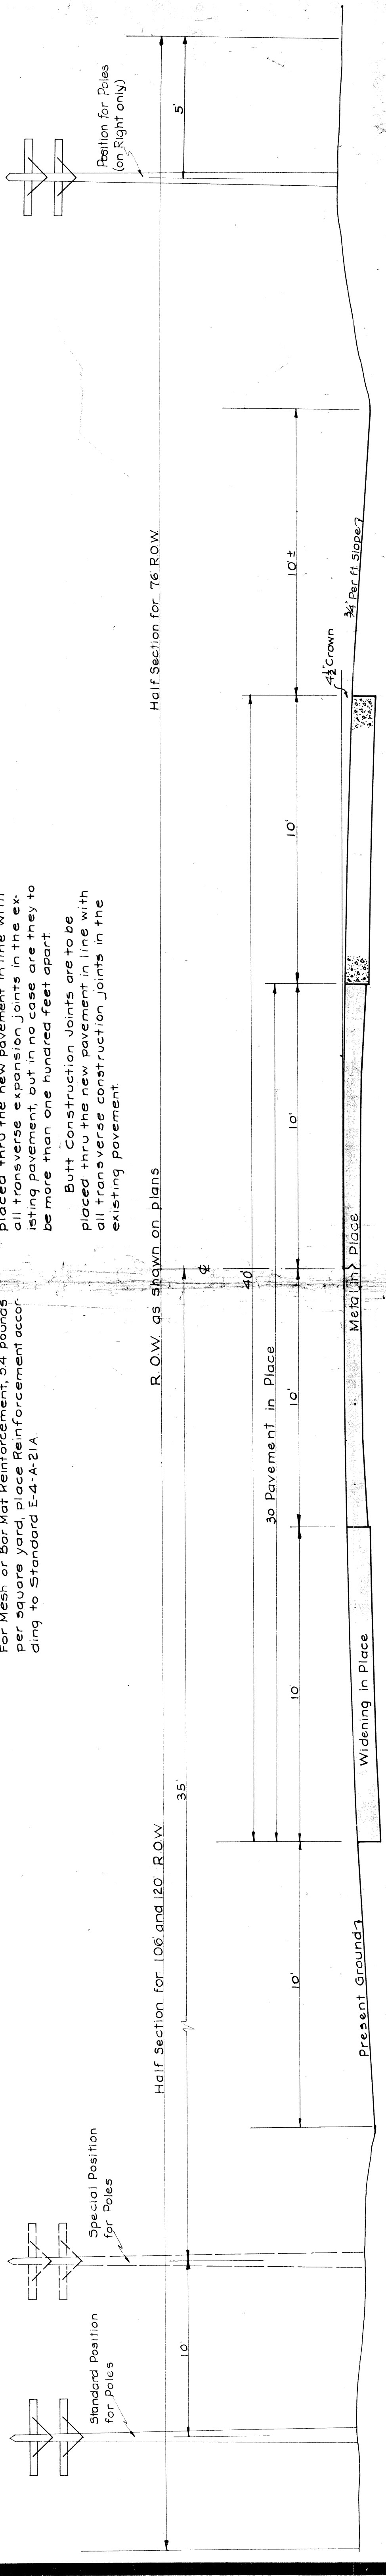 For Mesh or Bar Mat Reinforcement, 54 pounds
per square yard, place Reinforcement accor-
ding to Standard E-4-A-21A.
placed thru the new pavement in line with
all transverse expansion joints in the ex-
isting pavement, but in no case are they to
be more than one hundred feet apart.
Butt Construction Joints are to be
placed thru the new pavement in line with
all transverse construction joints in the
existing pavement.
Standard Position
for Poles
Special Position
for Poles
Position for Poles
(on Right only)
Half Section for 106' and 120' R.O.W.
R.O.W. as shown on plans
Half Section for 76' R.O.W.
10'
35'
℄
5'
40'
30' Pavement in Place
10'
10'
10'
10'
10'
10'±
4½" Crown
¾" Per ft Slope
Present Ground
Widening in Place
Metal in Place